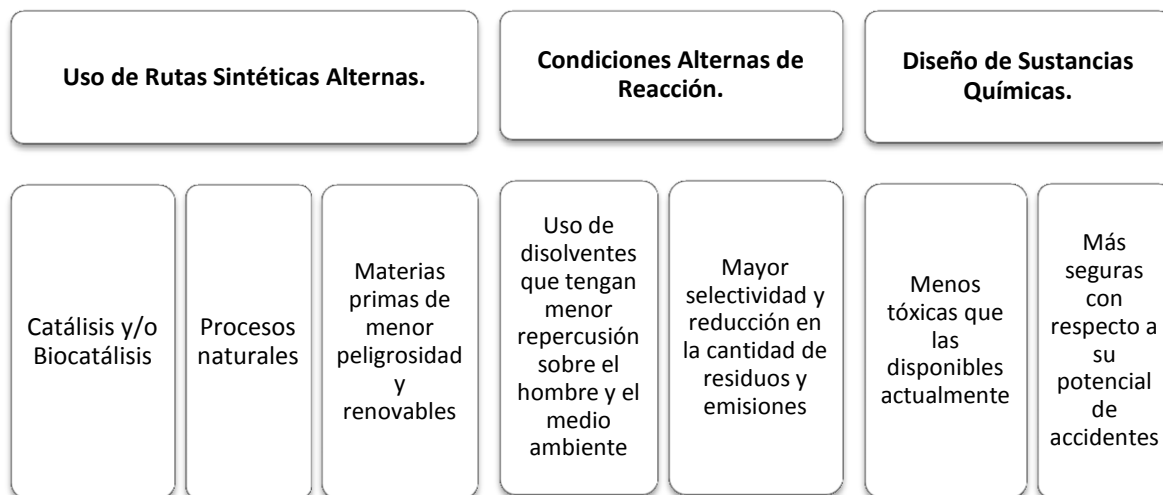 Uso de Rutas Sintéticas Alternas.
Condiciones Alternas de
Reacción.
Diseño de Sustancias
Químicas.
Catálisis y/o
Biocatálisis
Procesos
naturales
Materias
primas de
menor
peligrosidad
y
renovables
Uso de
disolventes
que tengan
menor
repercusión
sobre el
hombre y el
medio
ambiente
Mayor
selectividad y
reducción en
la cantidad de
residuos y
emisiones
Menos
tóxicas que
las
disponibles
actualmente
Más
seguras
con
respecto a
su
potencial
de
accidentes